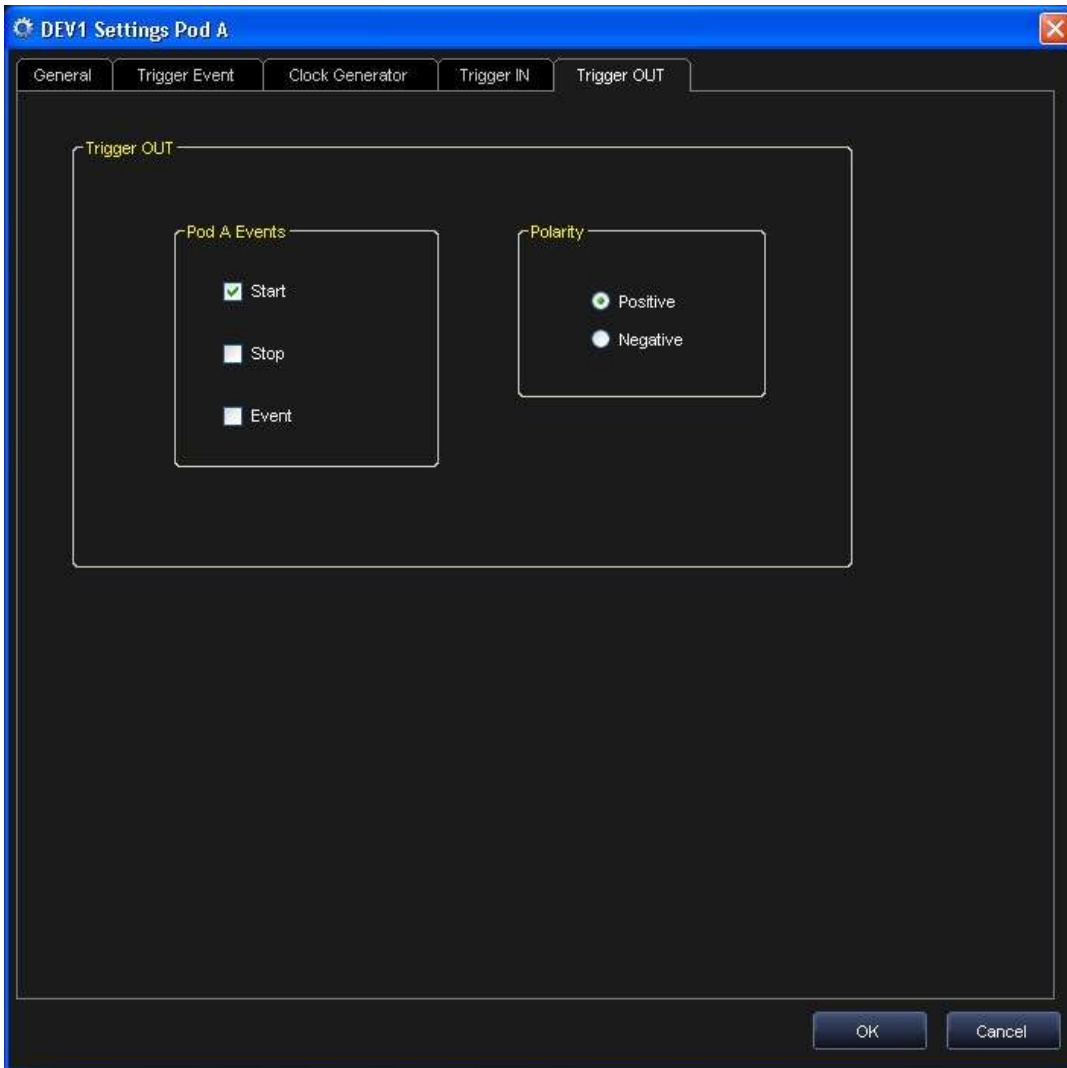 DEV1 Settings Pod A
General Trigger Event Clock Generator Trigger IN Trigger OUT
Trigger OUT
Pod A Events
Start
Stop
Event
Polarity
Positive
Negative
OK Cancel